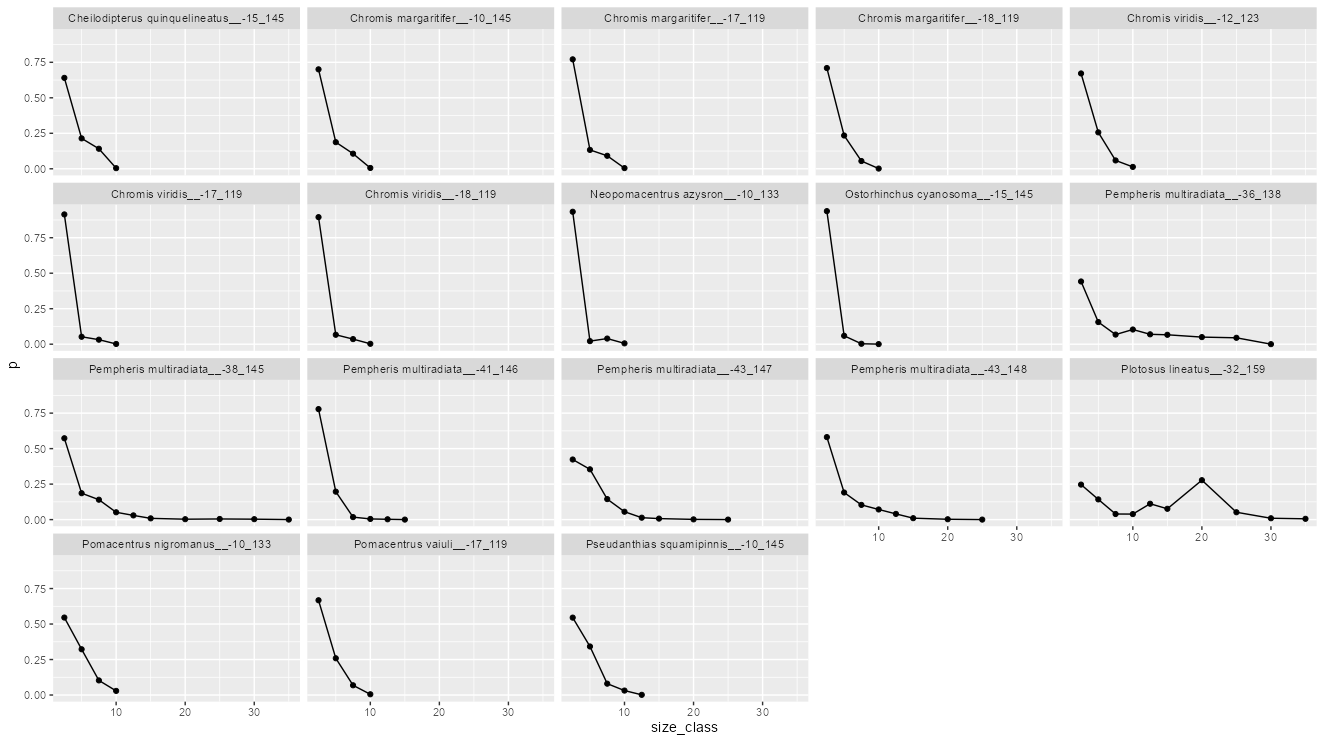 Cheilodipterus quinquelineatus__-15_145
Chromis margaritifer__-10_145
Chromis margaritifer__-17_119
Chromis margaritifer__-18_119
Chromis viridis__-12_123
0.75
0.50
0.25
0.00
Chromis viridis__-17_119
Chromis viridis__-18_119
Neopomacentrus azysron__-10_133
Ostorhinchus cyanosoma__-15_145
Pempheris multiradiata__-36_138
0.75
0.50
0.25
0.00
p
Pempheris multiradiata__-38_145
Pempheris multiradiata__-41_146
Pempheris multiradiata__-43_147
Pempheris multiradiata__-43_148
Plotosus lineatus__-32_159
0.75
0.50
0.25
0.00
10 20 30
10 20 30
Pomacentrus nigromanus__-10_133
Pomacentrus vaiuli__-17_119
Pseudanthias squamipinnis__-10_145
0.75
0.50
0.25
0.00
10 20 30
10 20 30
10 20 30
size_class